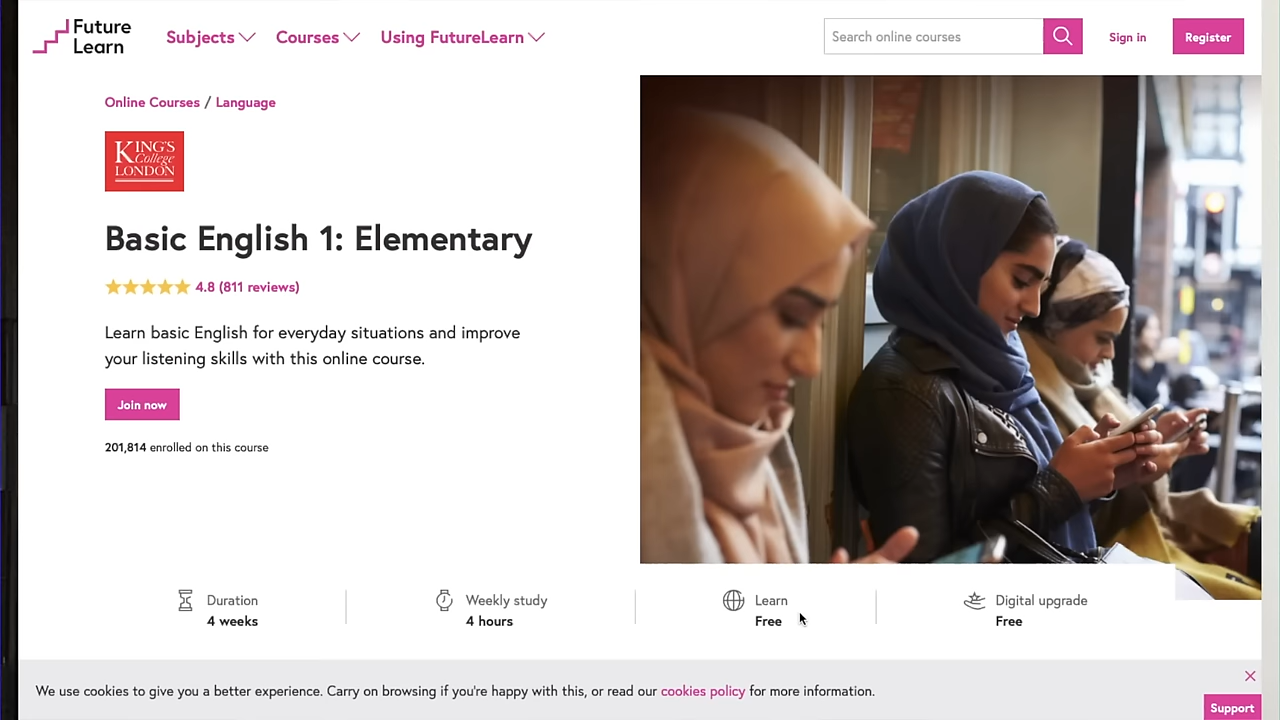 Future
Learn
Subjects
Courses
Using FutureLearn
Search online courses
Sign in
Register
Online Courses / Language
KING'S
College
LONDON
Basic English 1: Elementary
4.8 (811 reviews)
Learn basic English for everyday situations and improve
your listening skills with this online course.
Join now
201,814 enrolled on this course
Duration
4 weeks
Weekly study
4 hours
Learn
Free
Digital upgrade
Free
We use cookies to give you a better experience. Carry on browsing if you're happy with this, or read our cookies policy for more information.
Support